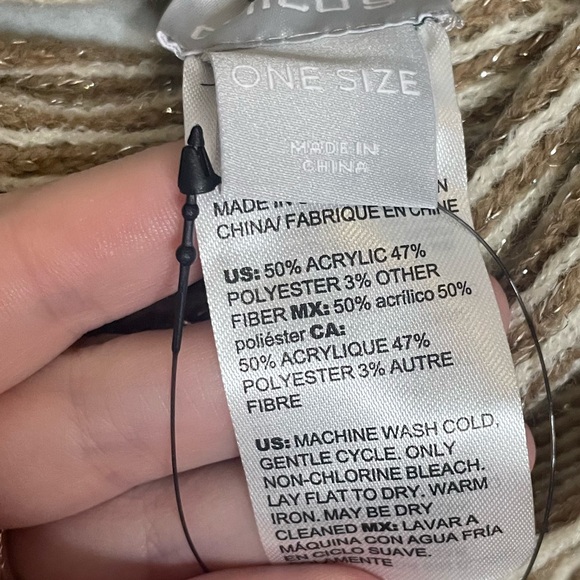 ONE SIZE
MADE IN
CHINA
MADE IN
CHINA/ FABRIQUE EN CHINE
US: 50% ACRYLIC 47%
POLYESTER 3% OTHER
FIBER MX: 50% acrílico 50%
poliéster CA:
50% ACRYLIQUE 47%
POLYESTER 3% AUTRE
FIBRE
US: MACHINE WASH COLD,
GENTLE CYCLE. ONLY
NON-CHLORINE BLEACH.
LAY FLAT TO DRY. WARM
IRON. MAY BE DRY
CLEANED MX: LAVAR A
MÁQUINA CON AGUA FRÍA
EN CICLO SUAVE.